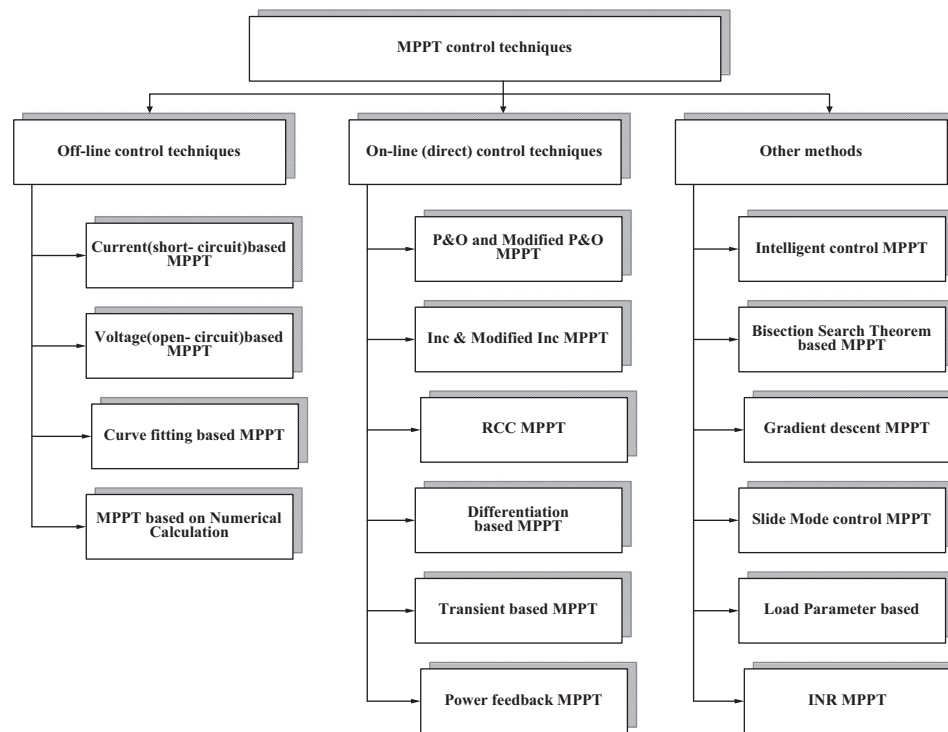 MPPT control techniques
Off-line control techniques
Current(short- circuit)based
MPPT
Voltage(open- circuit)based
MPPT
Curve fitting based MPPT
MPPT based on Numerical
Calculation
On-line (direct) control techniques
P&O and Modified P&O
MPPT
Inc & Modified Inc MPPT
RCC MPPT
Differentiation
based MPPT
Transient based MPPT
Power feedback MPPT
Other methods
Intelligent control MPPT
Bisection Search Theorem
based MPPT
Gradient descent MPPT
Slide Mode control MPPT
Load Parameter based
INR MPPT